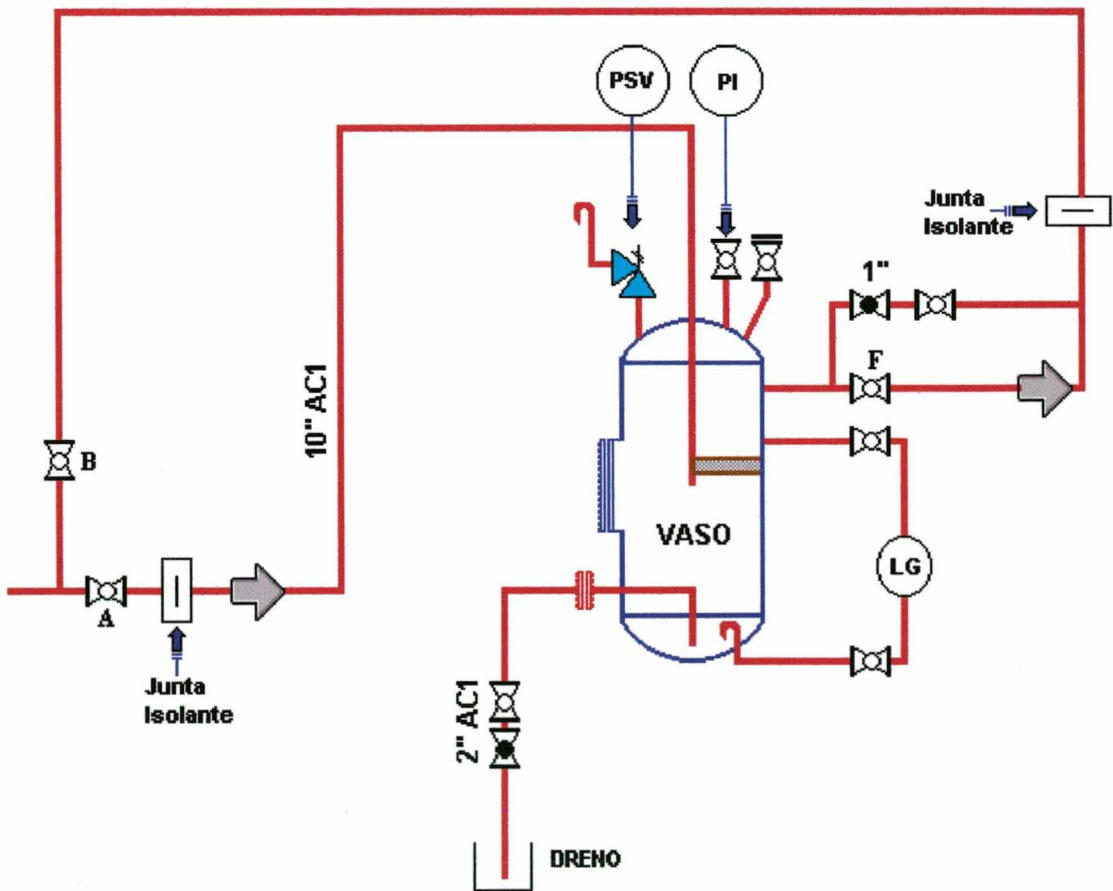 PSV
PI
Junta
Isolante
1"
F
10" AC1
B
VASO
LG
A
Junta
Isolante
2" AC1
DRENO